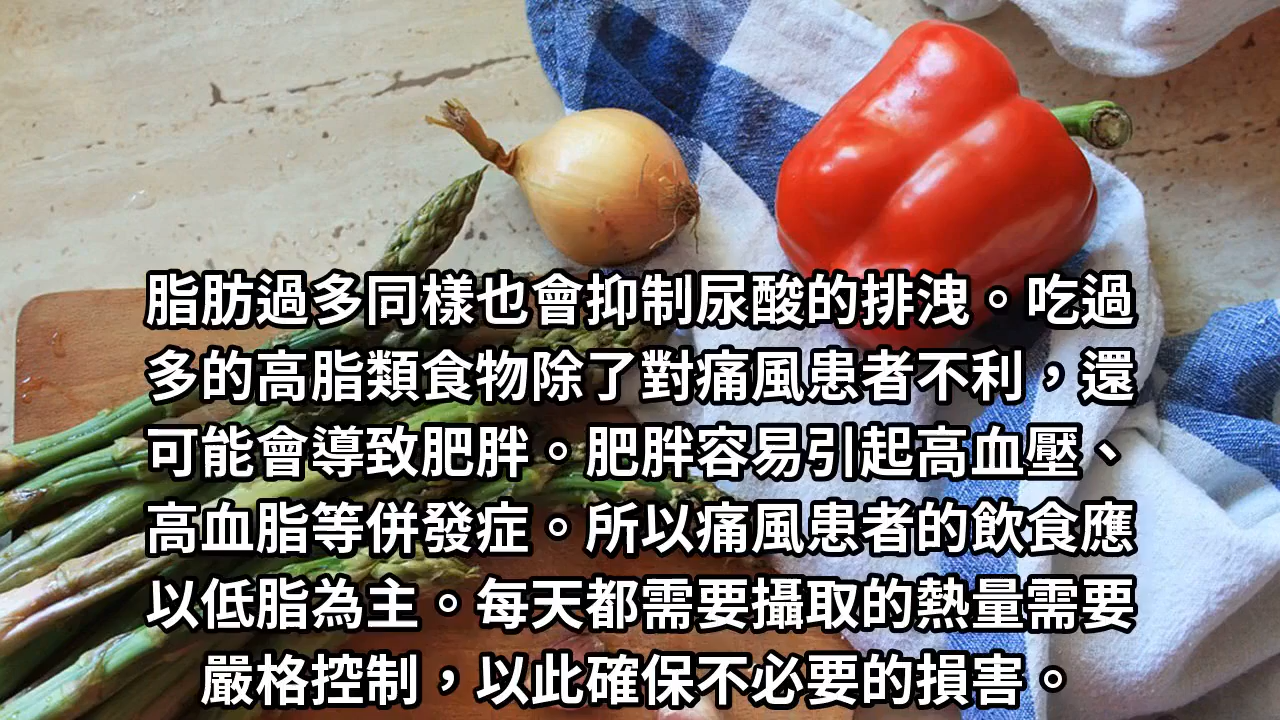 脂肪過多同樣也會抑制尿酸的排洩。吃過
多的高脂類食物除了對痛風患者不利，還
可能會導致肥胖。肥胖容易引起高血壓、
高血脂等併發症。所以痛風患者的飲食應
以低脂為主。每天都需要攝取的熱量需要
嚴格控制，以此確保不必要的損害。